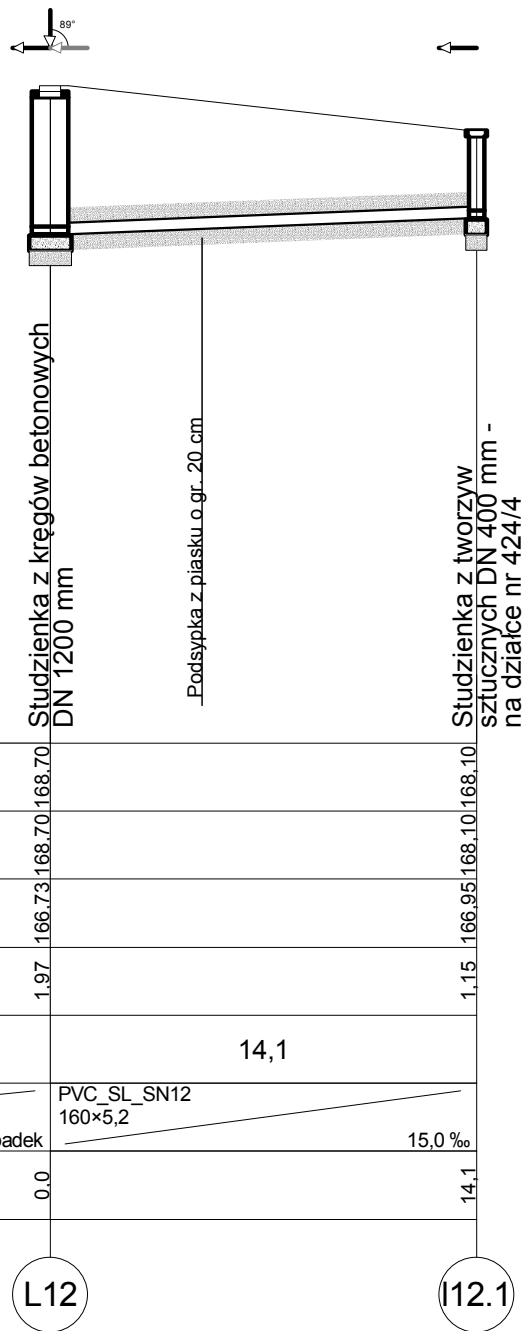 89°
Studzienka z kręgów betonowych
DN 1200 mm
Podsypka z piasku o gr. 20 cm
Studzienka z tworzyw
sztucznych DN 400 mm -
na działce nr 424/4
168,70 168,10
168,70 168,10
166,73 166,95
1,97 1,15
14,1
PVC_SL_SN12
160×5,2
padek 15,0 ‰
0,0 14,1
L12 I12.1